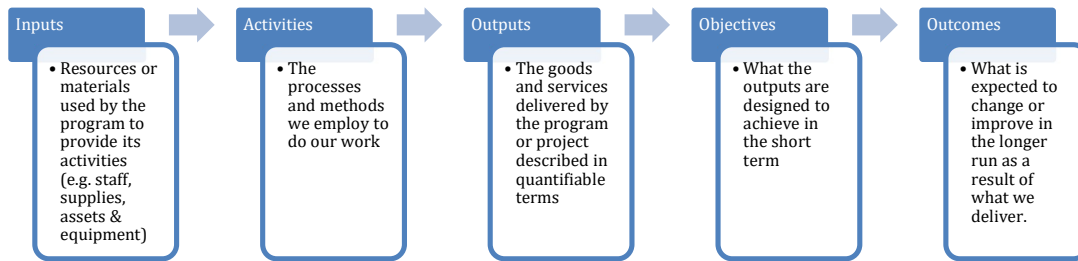 Inputs
• Resources or
materials
used by the
program to
provide its
activities
(e.g. staff,
supplies,
assets &
equipment)
Activities
• The
processes
and methods
we employ to
do our work
Outputs
• The goods
and services
delivered by
the program
or project
described in
quantifiable
terms
Objectives
• What the
outputs are
designed to
achieve in
the short
term
Outcomes
• What is
expected to
change or
improve in
the longer
run as a
result of
what we
deliver.